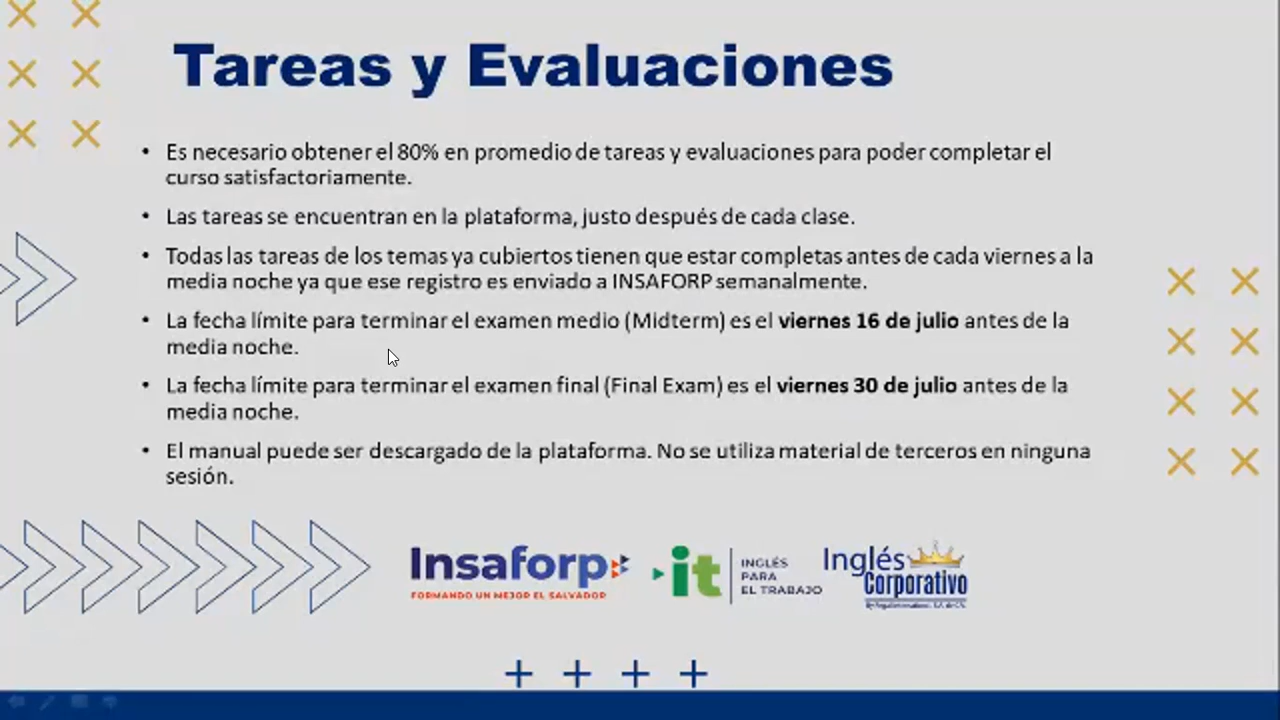 Tareas y Evaluaciones
• Es necesario obtener el 80% en promedio de tareas y evaluaciones para poder completar el
curso satisfactoriamente.
• Las tareas se encuentran en la plataforma, justo después de cada clase.
• Todas las tareas de los temas ya cubiertos tienen que estar completas antes de cada viernes a la
media noche ya que ese registro es enviado a INSAFORP semanalmente.
• La fecha límite para terminar el examen medio (Midterm) es el viernes 16 de julio antes de la
media noche.
• La fecha límite para terminar el examen final (Final Exam) es el viernes 30 de julio antes de la
media noche.
• El manual puede ser descargado de la plataforma. No se utiliza material de terceros en ninguna
sesión.
Insaforp
FORMANDO UN MEJOR EL SALVADOR
it
INGLÉS
PARA
EL TRABAJO
Inglés
Corporativo